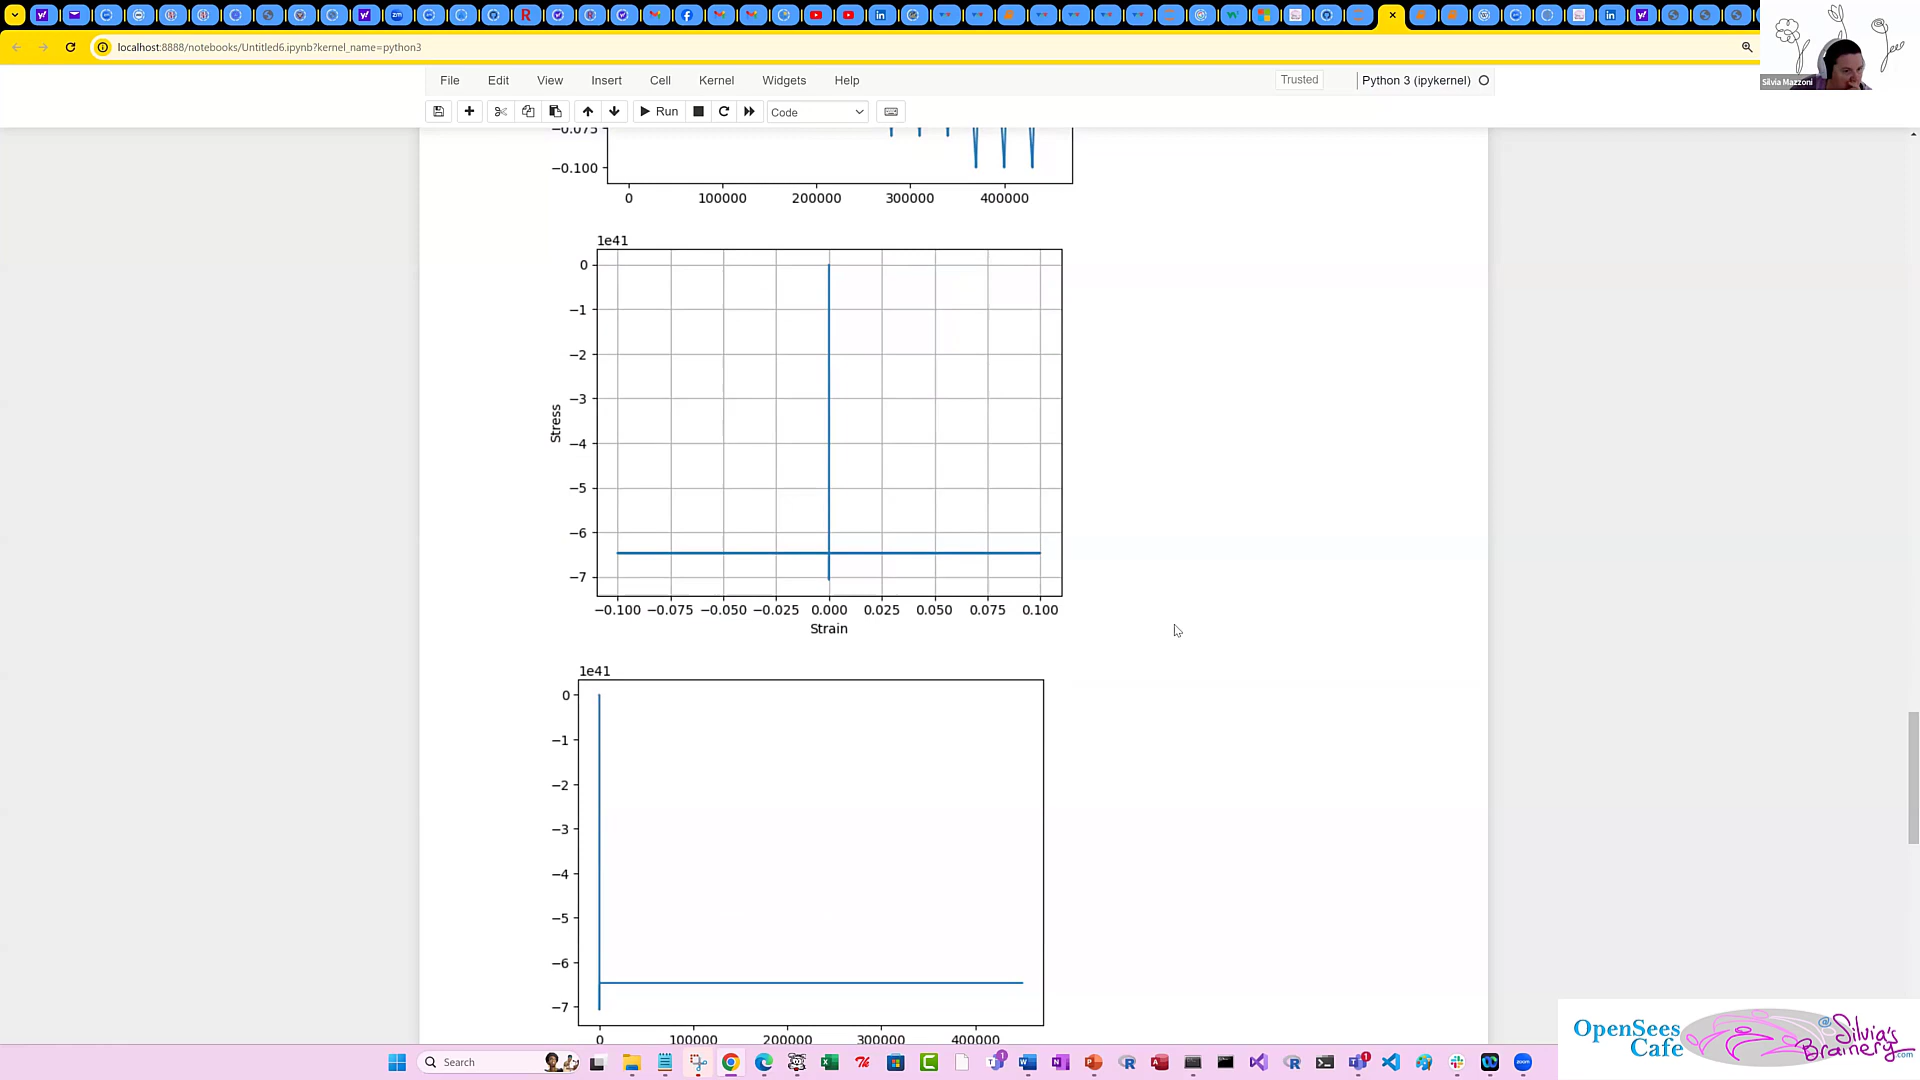 localhost:8888/notebooks/Untitled6.ipynb?kernel_name=python3
Silvia Mazzoni
File Edit View Insert Cell Kernel Widgets Help
Trusted
Python 3 (ipykernel)
Run
Code
−0.075
−0.100
0 100000 200000 300000 400000
1e41
0
−1
−2
−3
−4
−5
−6
−7
Stress
−0.100 −0.075 −0.050 −0.025 0.000 0.025 0.050 0.075 0.100
Strain
1e41
0
−1
−2
−3
−4
−5
−6
−7
0 100000 200000 300000 400000
Search
OpenSees
Cafe
Silvia's
Brainery.com